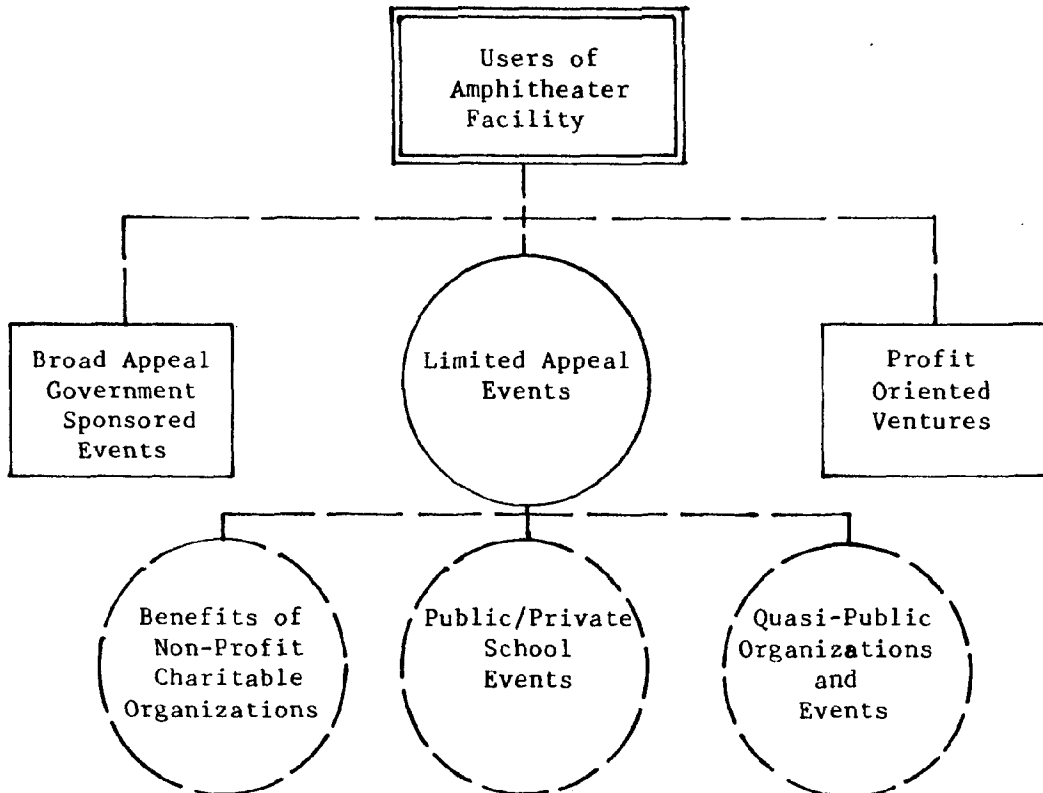 Users of
Amphitheater
Facility
Broad Appeal
Government
Sponsored
Events
Limited Appeal
Events
Profit
Oriented
Ventures
Benefits of
Non-Profit
Charitable
Organizations
Public/Private
School
Events
Quasi-Public
Organizations
and
Events